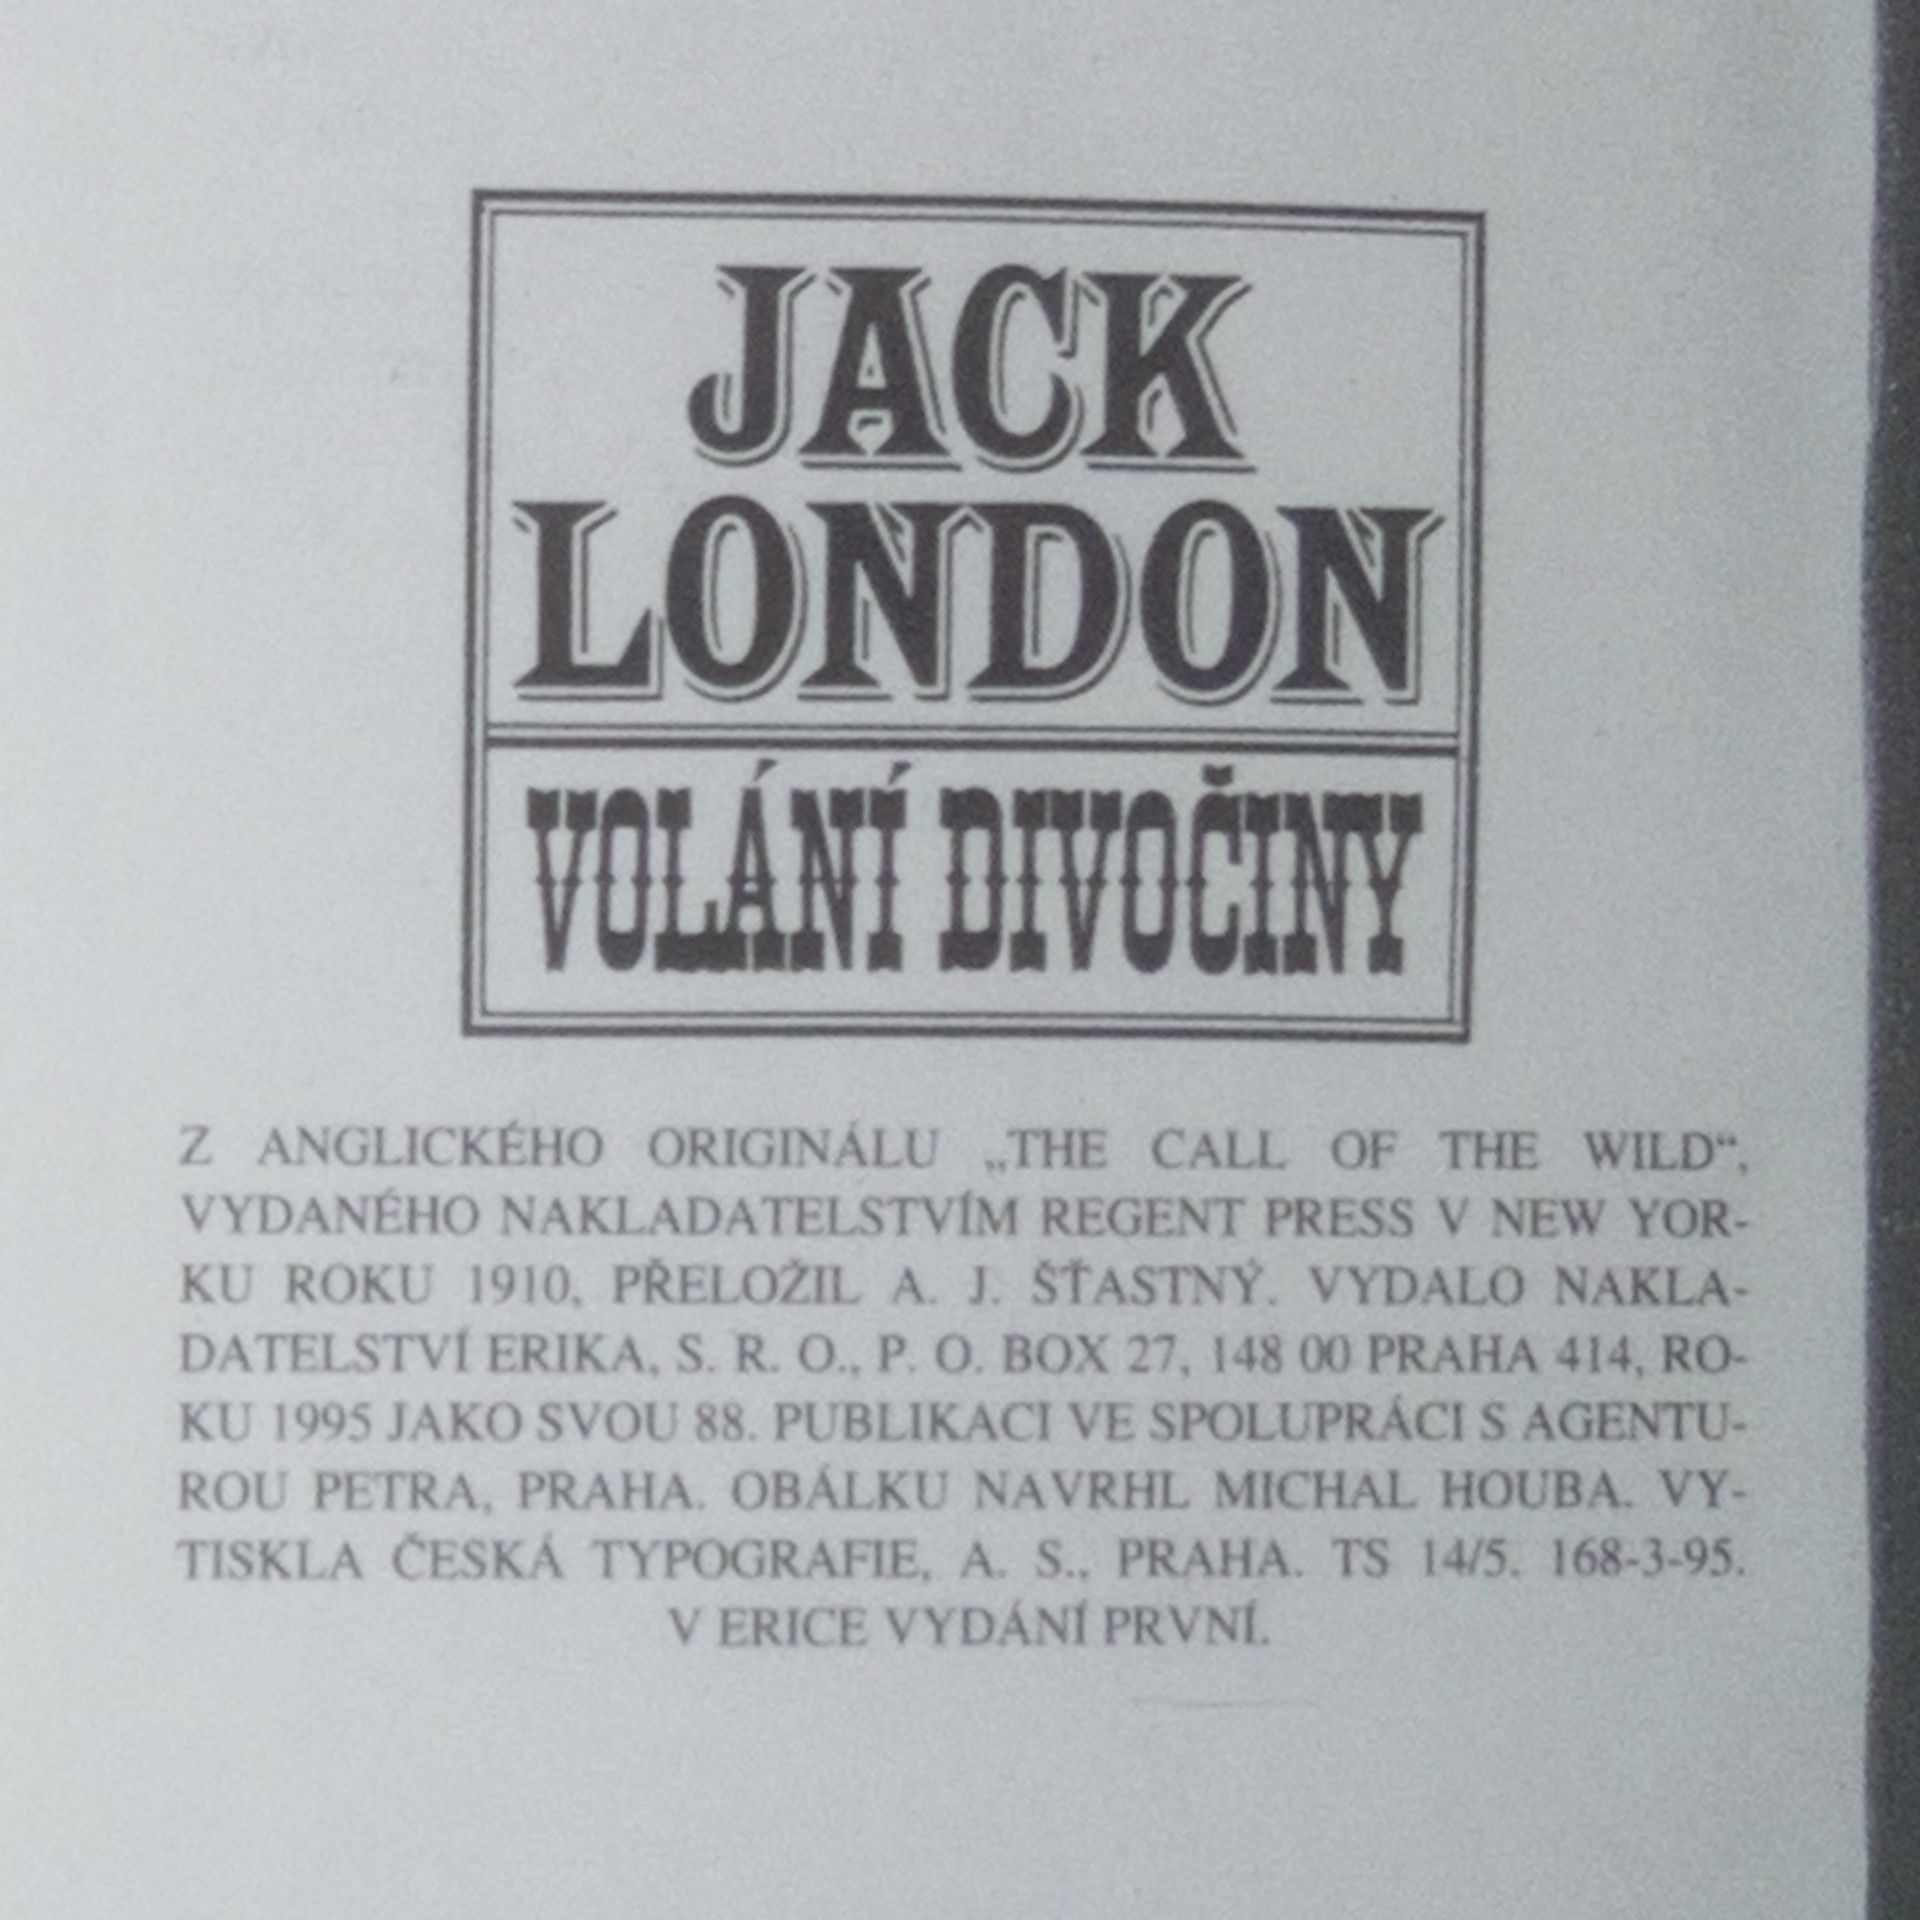 JACK
LONDON
VOLÁNÍ DIVOČINY
Z ANGLICKÉHO ORIGINÁLU „THE CALL OF THE WILD“,
VYDANÉHO NAKLADATELSTVÍM REGENT PRESS V NEW YOR-
KU ROKU 1910, PŘELOŽIL A. J. ŠŤASTNÝ. VYDALO NAKLA-
DATELSTVÍ ERIKA, S. R. O., P. O. BOX 27, 148 00 PRAHA 414, RO-
KU 1995 JAKO SVOU 88. PUBLIKACI VE SPOLUPRÁCI S AGENTU-
ROU PETRA, PRAHA. OBÁLKU NAVRHL MICHAL HOUBA. VY-
TISKLA ČESKÁ TYPOGRAFIE, A. S., PRAHA. TS 14/5. 168-3-95.
V ERICE VYDÁNÍ PRVNÍ.